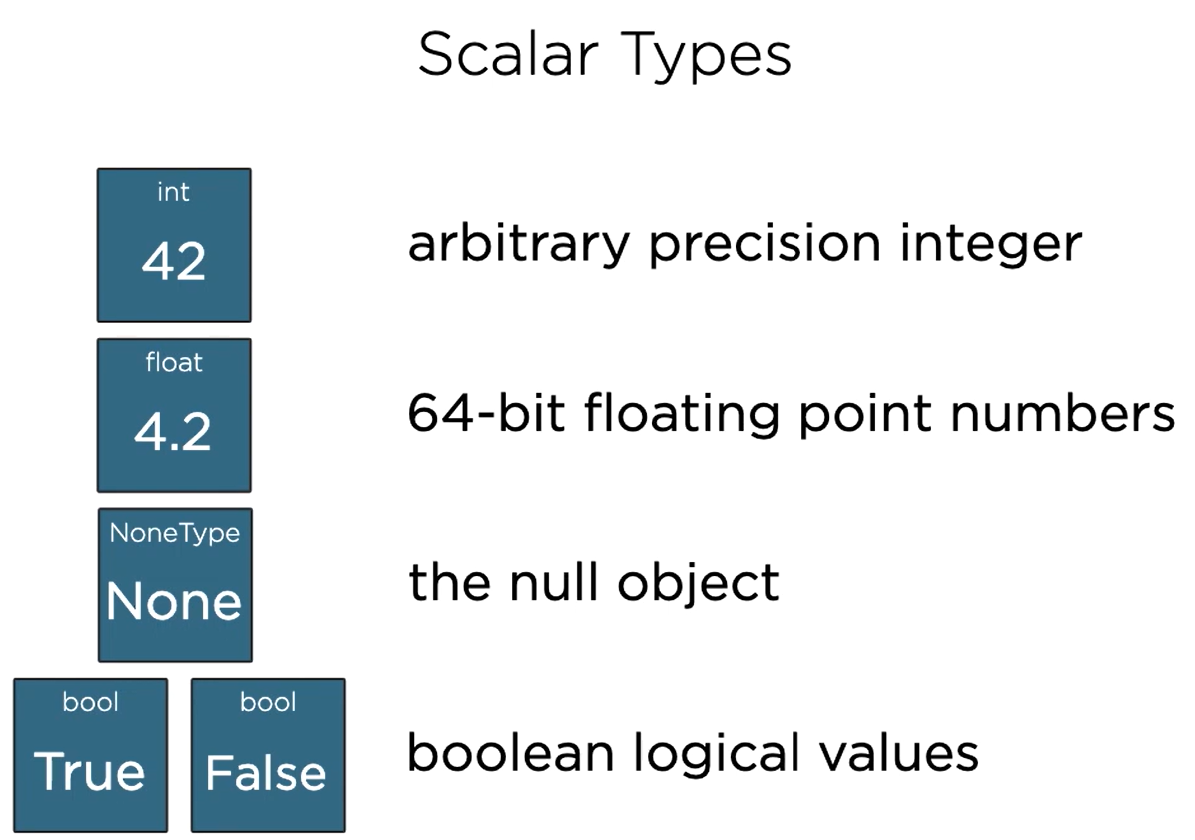 Scalar Types
int
42
arbitrary precision integer
float
4.2
64-bit floating point numbers
NoneType
None
the null object
bool
True
bool
False
boolean logical values